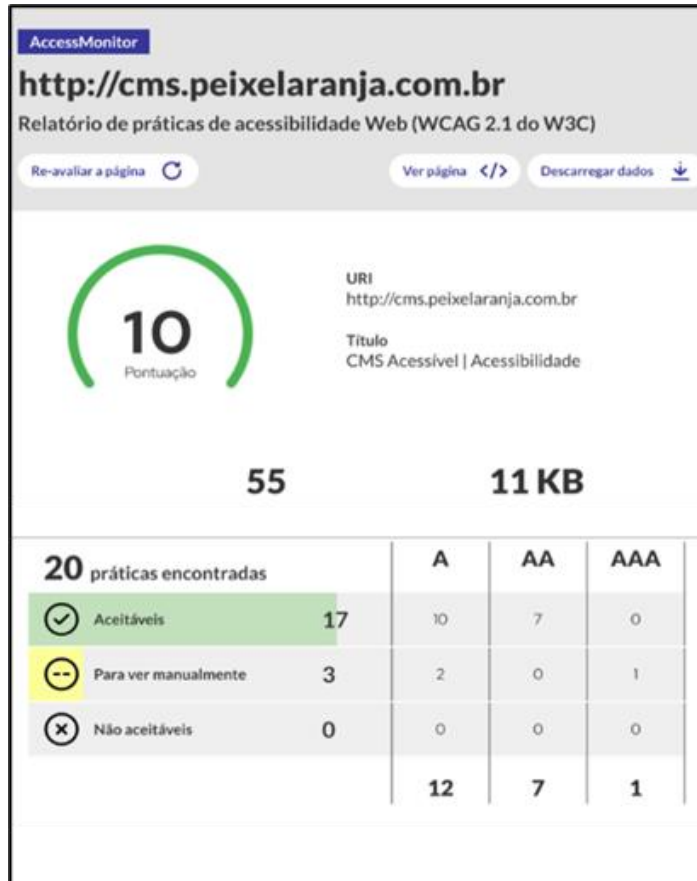 AccessMonitor
http://cms.peixelaranja.com.br
Relatório de práticas de acessibilidade Web (WCAG 2.1 do W3C)
Re-avaliar a página
Ver página </>
Descarregar dados
10
Pontuação
URI
http://cms.peixelaranja.com.br
Título
CMS Acessível | Acessibilidade
55 11 KB
20 práticas encontradas A AA AAA
Aceitáveis 17 10 7 0
Para ver manualmente 3 2 0 1
Não aceitáveis 0 0 0 0
12 7 1